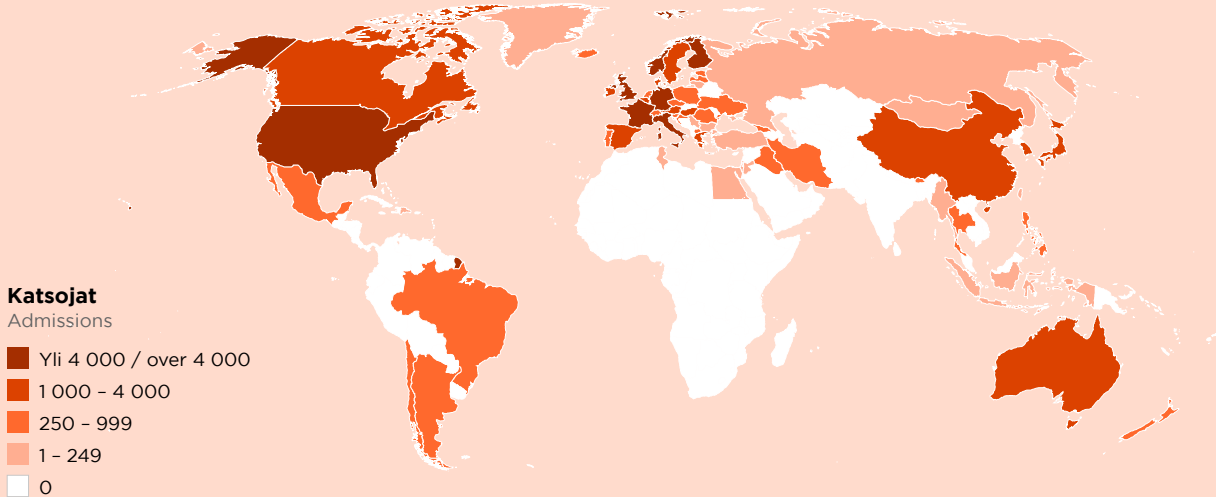 Katsojat
Admissions
Yli 4 000 / over 4 000
1 000 – 4 000
250 – 999
1 – 249
0